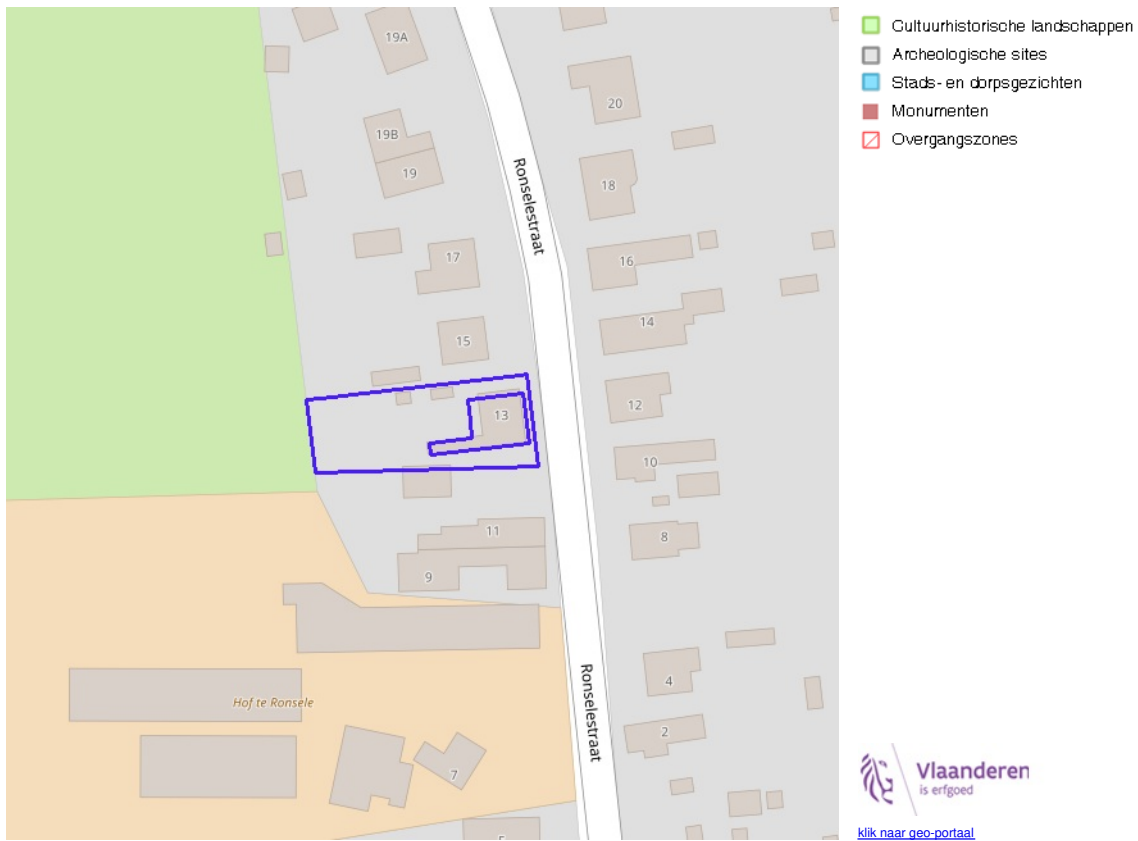 19A
20
19B
19
18
Ronselestraat
17
16
14
15
12
13
10
11
8
9
4
Ronselestraat
Hof te Ronsele
2
7
Cultuurhistorische landschappen
Archeologische sites
Stads- en dorpsgezichten
Monumenten
Overgangszones
Vlaanderen
is erfgoed
klik naar geo-portaal